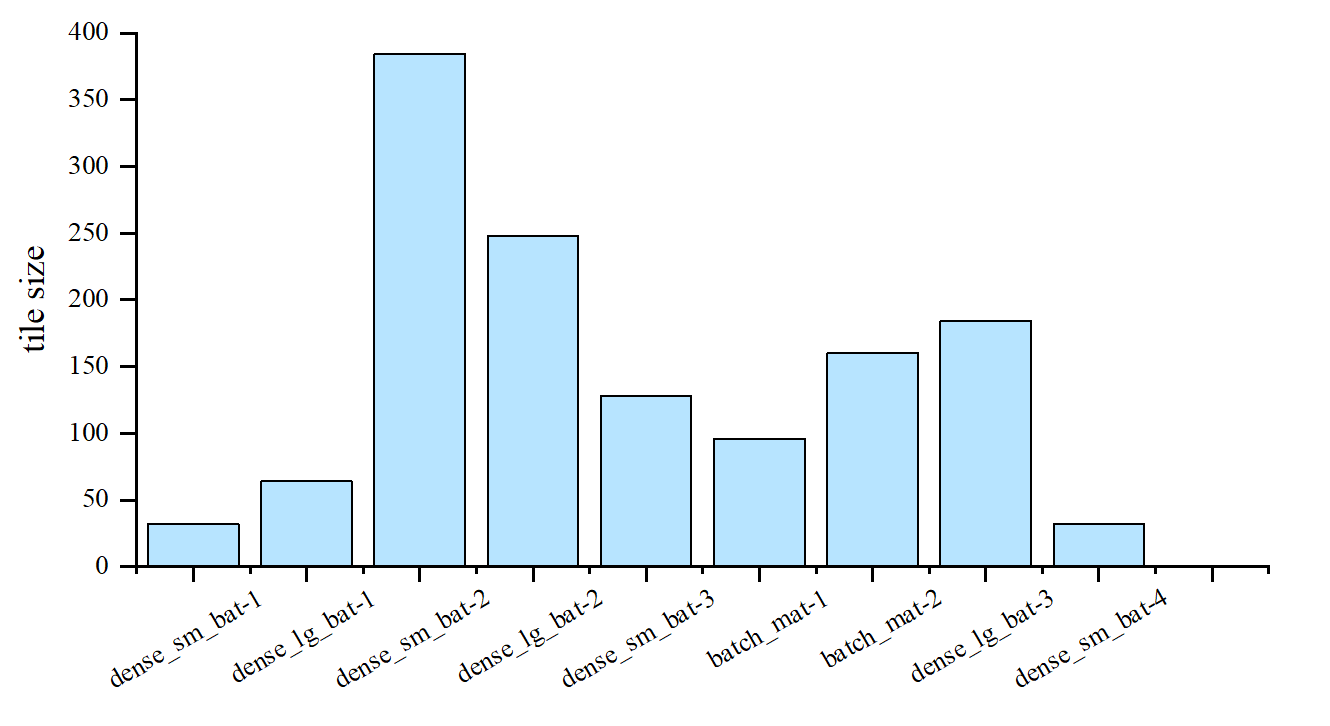 400
350
300
250
200
150
100
50
0
tile size
dense_sm_bat-1
dense_lg_bat-1
dense_sm_bat-2
dense_lg_bat-2
dense_sm_bat-3
batch_mat-1
batch_mat-2
dense_lg_bat-3
dense_sm_bat-4